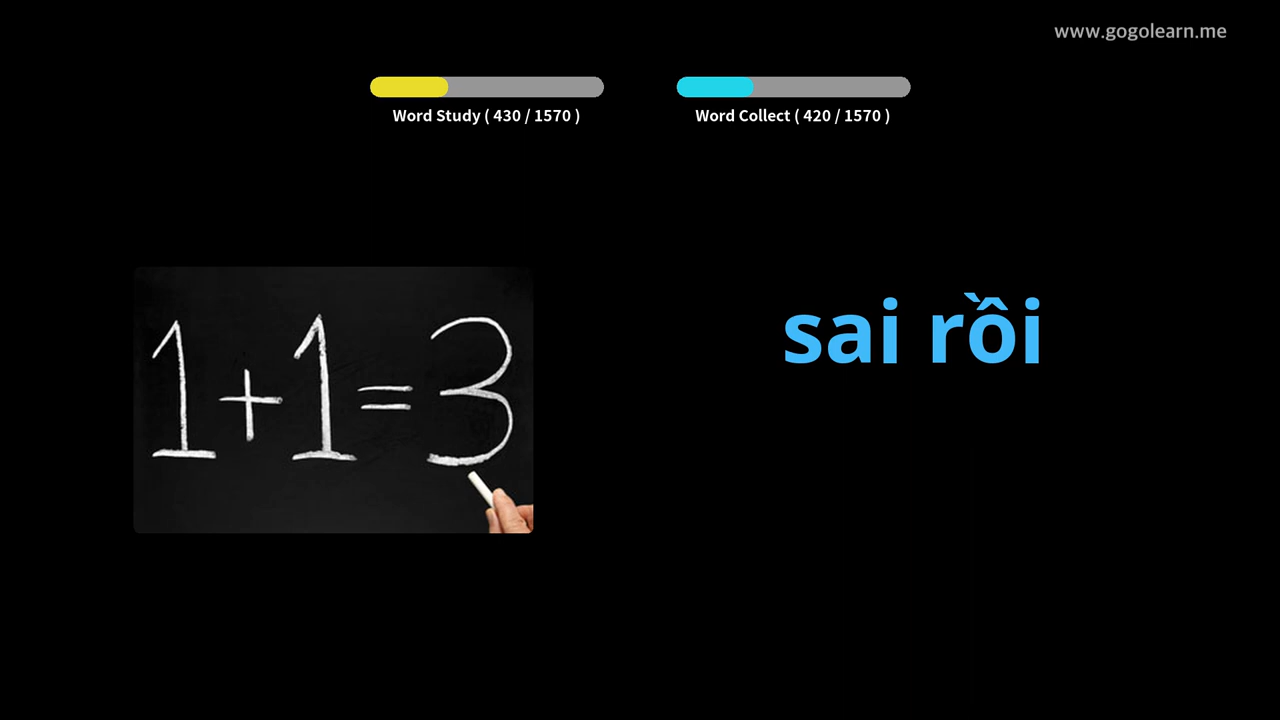 www.gogolearn.me
Word Study ( 430 / 1570 )
Word Collect ( 420 / 1570 )
1+1=3
sai rồi